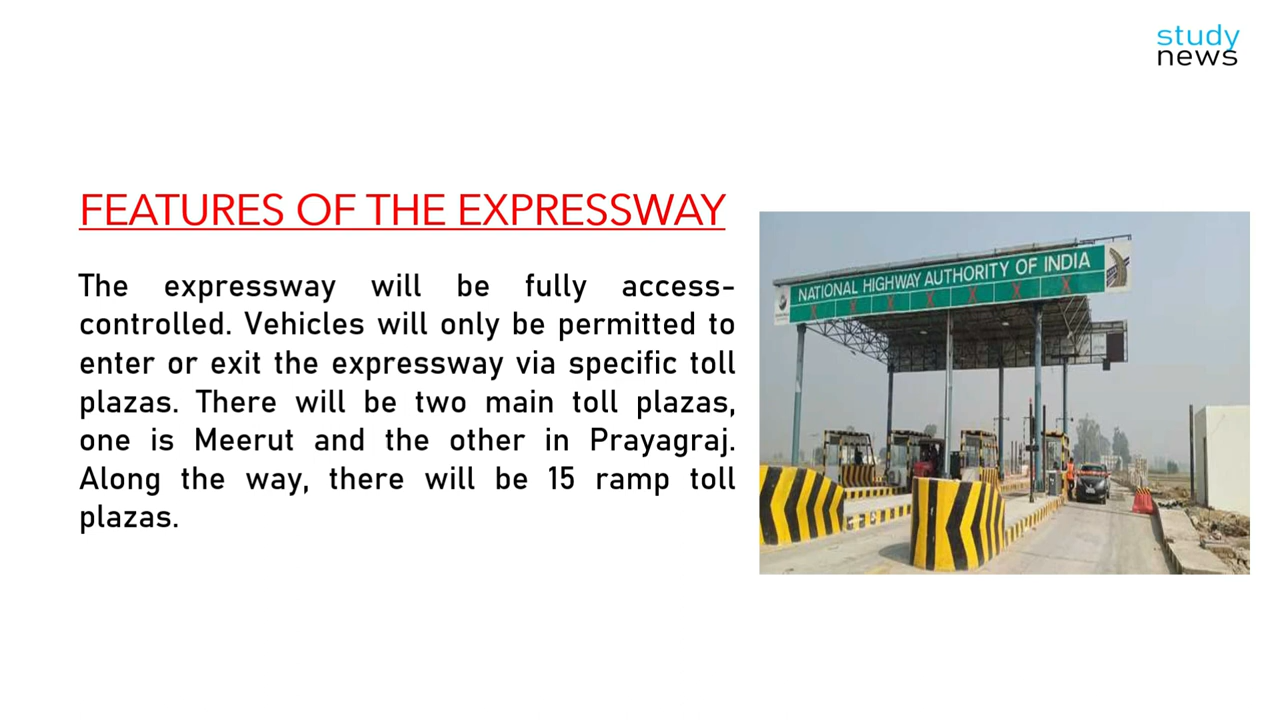 study
news
FEATURES OF THE EXPRESSWAY
The expressway will be fully access-
controlled. Vehicles will only be permitted to
enter or exit the expressway via specific toll
plazas. There will be two main toll plazas,
one is Meerut and the other in Prayagraj.
Along the way, there will be 15 ramp toll
plazas.
NATIONAL HIGHWAY AUTHORITY OF INDIA